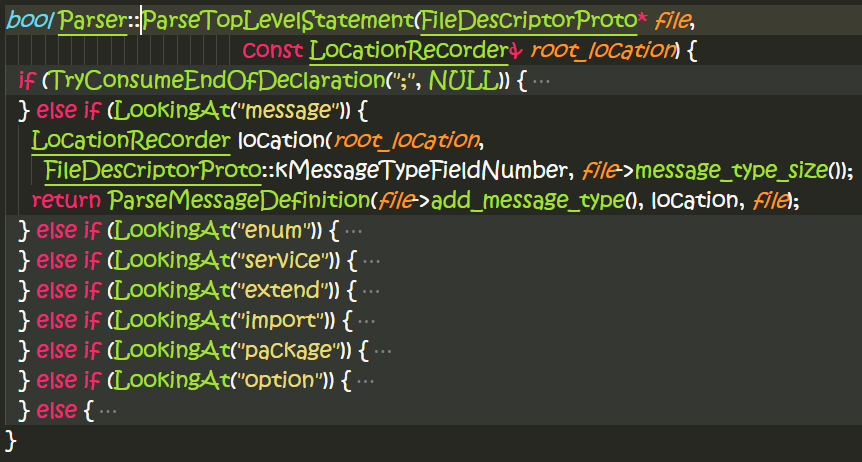 bool Parser::ParseTopLevelStatement(FileDescriptorProto* file,
const LocationRecorder& root_location) {
if (TryConsumeEndOfDeclaration(";", NULL)) { ...
} else if (LookingAt("message")) {
LocationRecorder location(root_location,
FileDescriptorProto::kMessageTypeFieldNumber, file->message_type_size());
return ParseMessageDefinition(file->add_message_type(), location, file);
} else if (LookingAt("enum")) { ...
} else if (LookingAt("service")) { ...
} else if (LookingAt("extend")) { ...
} else if (LookingAt("import")) { ...
} else if (LookingAt("package")) { ...
} else if (LookingAt("option")) { ...
} else { ...
}